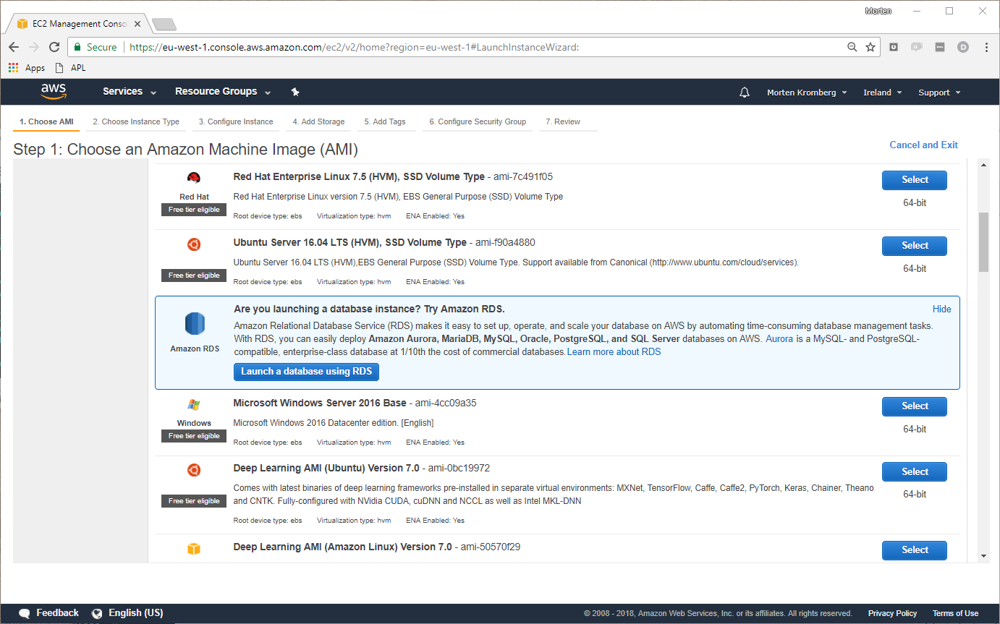 Morten
EC2 Management Conso
Secure https://eu-west-1.console.aws.amazon.com/ec2/v2/home?region=eu-west-1#LaunchInstanceWizard:
Apps APL
aws Services Resource Groups Morten Kromberg Ireland Support
1. Choose AMI 2. Choose Instance Type 3. Configure Instance 4. Add Storage 5. Add Tags 6. Configure Security Group 7. Review
Step 1: Choose an Amazon Machine Image (AMI) Cancel and Exit
Red Hat Enterprise Linux 7.5 (HVM), SSD Volume Type - ami-7c491f05 Select
Red Hat Red Hat Enterprise Linux version 7.5 (HVM), EBS General Purpose (SSD) Volume Type 64-bit
Free tier eligible Root device type: ebs Virtualization type: hvm ENA Enabled: Yes
Ubuntu Server 16.04 LTS (HVM), SSD Volume Type - ami-f90a4880 Select
Ubuntu Server 16.04 LTS (HVM),EBS General Purpose (SSD) Volume Type. Support available from Canonical (http://www.ubuntu.com/cloud/services). 64-bit
Free tier eligible Root device type: ebs Virtualization type: hvm ENA Enabled: Yes
Are you launching a database instance? Try Amazon RDS. Hide
Amazon Relational Database Service (RDS) makes it easy to set up, operate, and scale your database on AWS by automating time-consuming database management tasks.
With RDS, you can easily deploy Amazon Aurora, MariaDB, MySQL, Oracle, PostgreSQL, and SQL Server databases on AWS. Aurora is a MySQL- and PostgreSQL-
Amazon RDS compatible, enterprise-class database at 1/10th the cost of commercial databases.Learn more about RDS
Launch a database using RDS
Microsoft Windows Server 2016 Base - ami-4cc09a35 Select
Windows Microsoft Windows 2016 Datacenter edition. [English] 64-bit
Free tier eligible Root device type: ebs Virtualization type: hvm ENA Enabled: Yes
Deep Learning AMI (Ubuntu) Version 7.0 - ami-0bc19972 Select
Comes with latest binaries of deep learning frameworks pre-installed in separate virtual environments: MXNet, TensorFlow, Caffe, Caffe2, PyTorch, Keras, Chainer, Theano 64-bit
Free tier eligible and CNTK. Fully-configured with NVidia CUDA, cuDNN and NCCL as well as Intel MKL-DNN
Root device type: ebs Virtualization type: hvm ENA Enabled: Yes
Deep Learning AMI (Amazon Linux) Version 7.0 - ami-50570f29 Select
Feedback English (US) © 2008 - 2018, Amazon Web Services, Inc. or its affiliates. All rights reserved. Privacy Policy Terms of Use